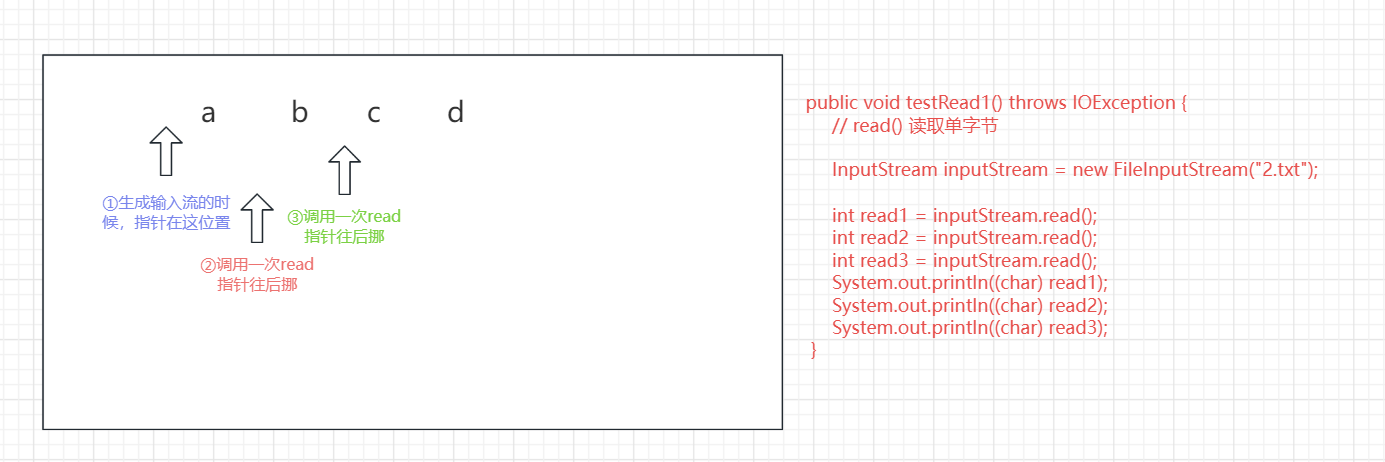 a b c d
①生成输入流的时
候，指针在这位置
②调用一次read
指针往后挪
③调用一次read
指针往后挪
public void testRead1() throws IOException {
// read() 读取单字节
InputStream inputStream = new FileInputStream("2.txt");
int read1 = inputStream.read();
int read2 = inputStream.read();
int read3 = inputStream.read();
System.out.println((char) read1);
System.out.println((char) read2);
System.out.println((char) read3);
}